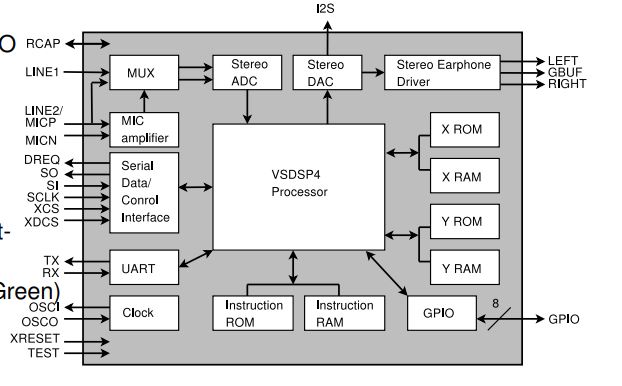 I2S
O
RCAP
LINE1
MUX
Stereo
ADC
Stereo
DAC
Stereo Earphone
Driver
LEFT
GBUF
RIGHT
LINE2/
MICP
MICN
MIC
amplifier
X ROM
X RAM
DREQ
SO
SI
SCLK
XCS
XDCS
Serial
Data/
Conrol
Interface
VSDSP4
Processor
t-
Y ROM
Y RAM
TX
RX
UART
Green)
OSCI
OSCO
Clock
Instruction
ROM
Instruction
RAM
GPIO
8
GPIO
XRESET
TEST